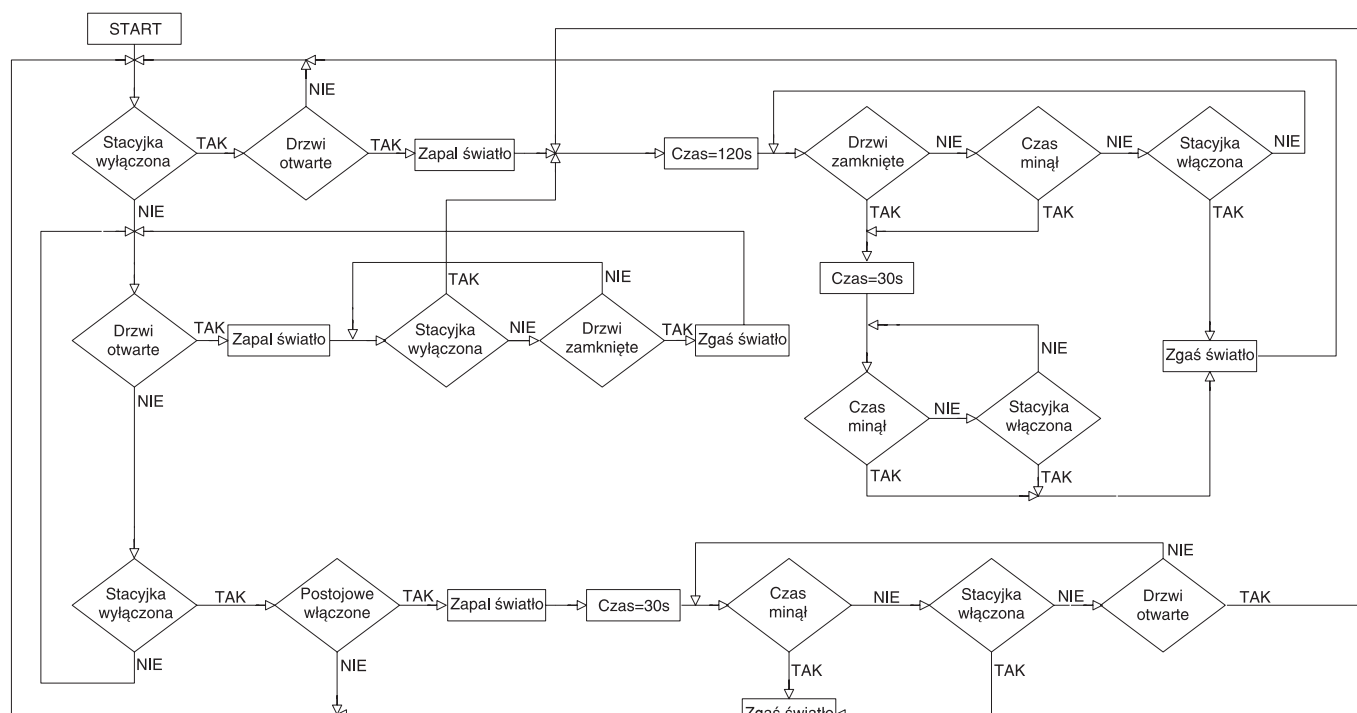 START
NIE
Stacyjka
wyłączona
TAK
Drzwi
otwarte
TAK
Zapal światło
Czas=120s
Drzwi
zamknięte
NIE
Czas
minął
NIE
Stacyjka
włączona
NIE
NIE
TAK
TAK
TAK
Czas=30s
TAK
NIE
Drzwi
otwarte
TAK
Zapal światło
Stacyjka
wyłączona
NIE
Drzwi
zamknięte
TAK
Zgaś światło
NIE
Zgaś światło
NIE
Czas
minął
NIE
Stacyjka
włączona
TAK
TAK
NIE
Stacyjka
wyłączona
TAK
Postojowe
włączone
TAK
Zapal światło
Czas=30s
Czas
minął
NIE
Stacyjka
włączona
NIE
Drzwi
otwarte
TAK
NIE
NIE
TAK
TAK
Zgaś światło